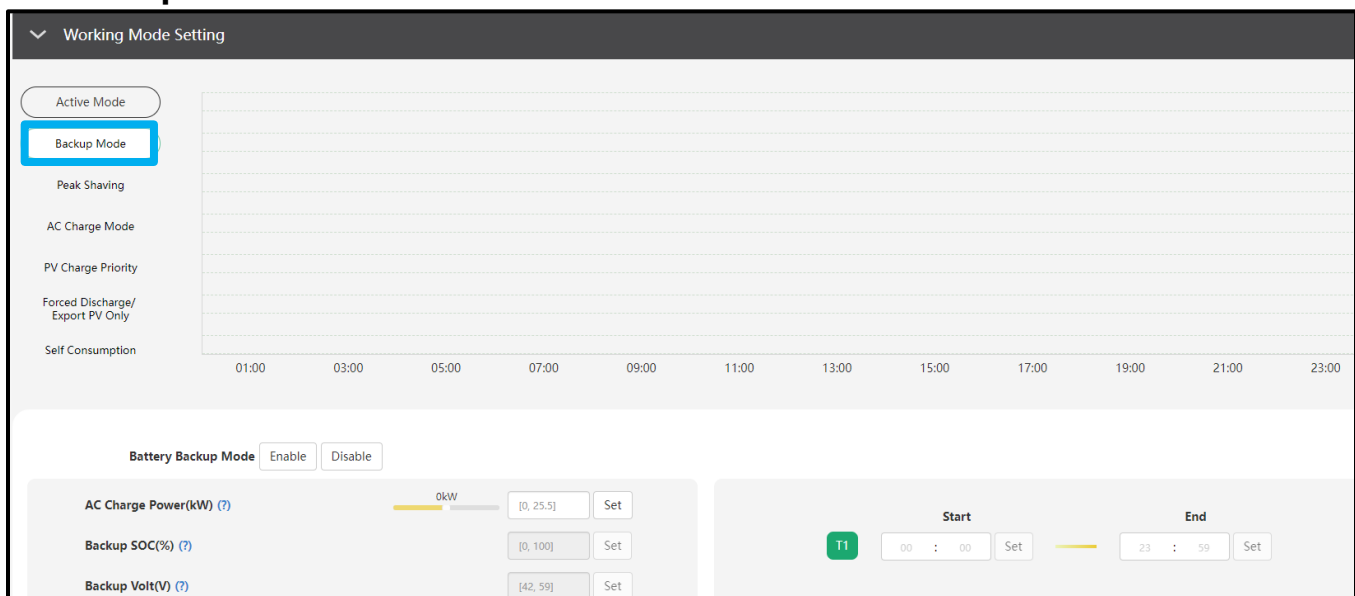 Working Mode Setting
Active Mode
Backup Mode
Peak Shaving
AC Charge Mode
PV Charge Priority
Forced Discharge/
Export PV Only
Self Consumption
01:00 03:00 05:00 07:00 09:00 11:00 13:00 15:00 17:00 19:00 21:00 23:00
Battery Backup Mode Enable Disable
AC Charge Power(kW) (?) 0kW [0, 25.5] Set
Backup SOC(%) (?) [0, 100] Set
Backup Volt(V) (?) [42, 59] Set
Start End
T1 00 : 00 Set 23 : 59 Set